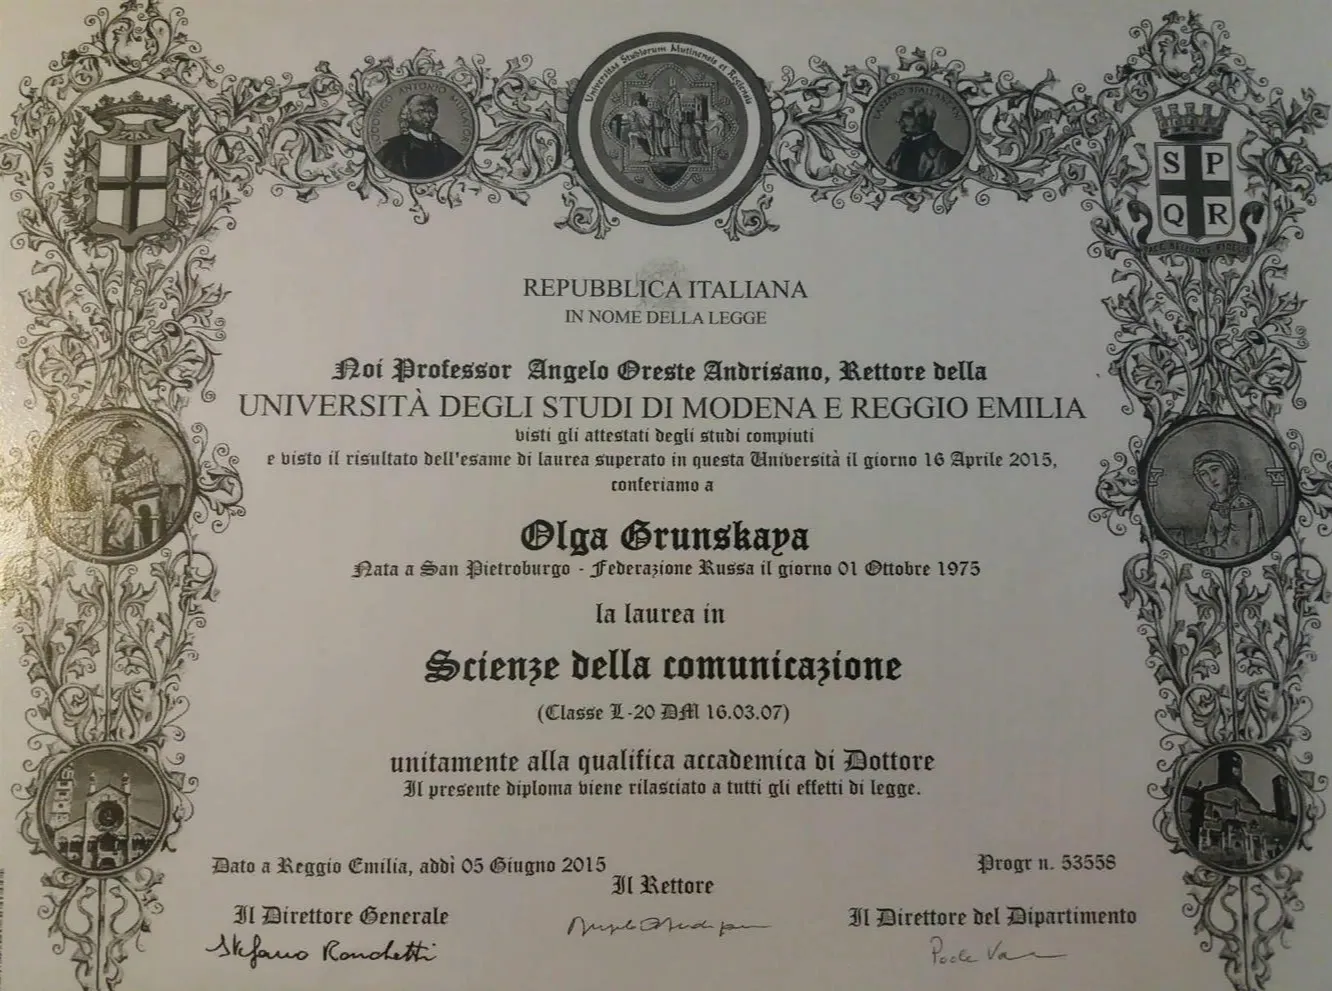 Universitas Studiorum Mutinensis et Regiensis
S P
Q R
REPUBBLICA ITALIANA
IN NOME DELLA LEGGE
Noi Professor Angelo Oreste Andrisano, Rettore della
UNIVERSITÀ DEGLI STUDI DI MODENA E REGGIO EMILIA
visti gli attestati degli studi compiuti
e visto il risultato dell'esame di laurea superato in questa Università il giorno 16 Aprile 2015,
conferiamo a
Olga Grunskaya
Nata a San Pietroburgo - Federazione Russa il giorno 01 Ottobre 1975
la laurea in
Scienze della comunicazione
(Classe L-20 DM 16.03.07)
unitamente alla qualifica accademica di Dottore
Il presente diploma viene rilasciato a tutti gli effetti di legge.
Dato a Reggio Emilia, addì 05 Giugno 2015
Progr n. 53558
Il Rettore
Il Direttore Generale
Il Direttore del Dipartimento
Stefano Ronchetti